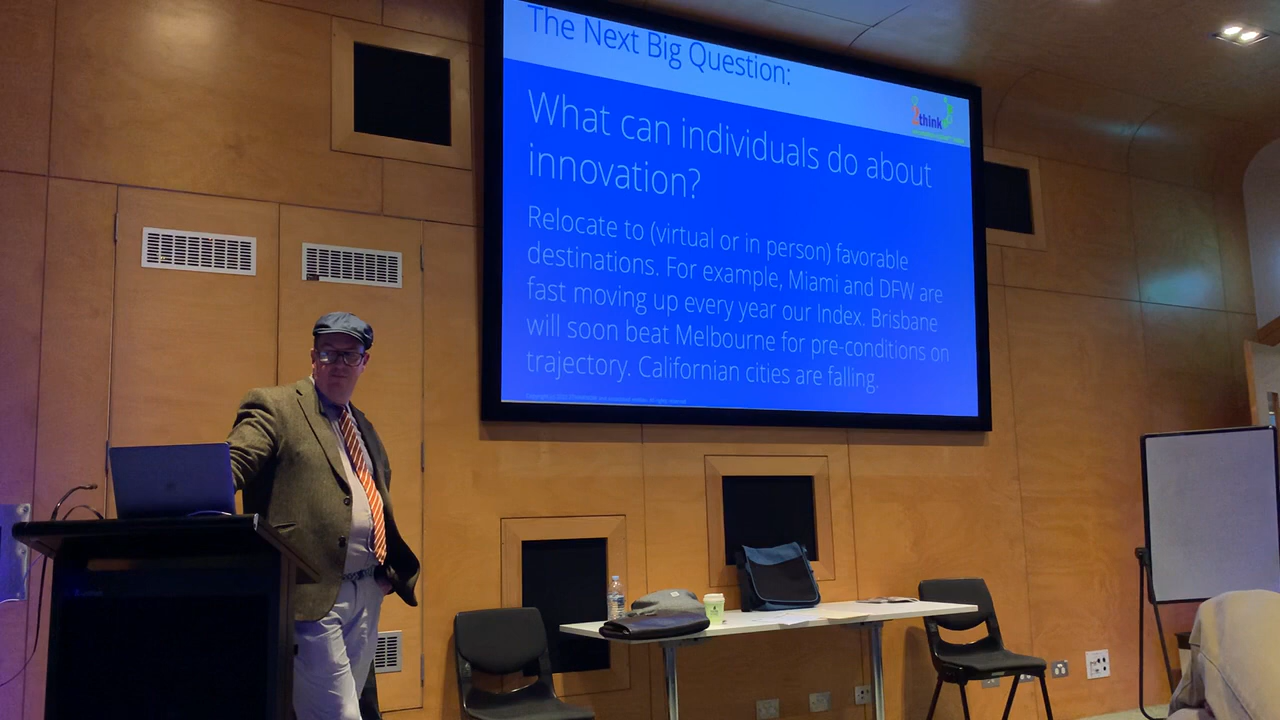 The Next Big Question:
2think
What can individuals do about
innovation?
Relocate to (virtual or in person) favorable
destinations. For example, Miami and DFW are
fast moving up every year our Index. Brisbane
will soon beat Melbourne for pre-conditions on
trajectory. Californian cities are falling.